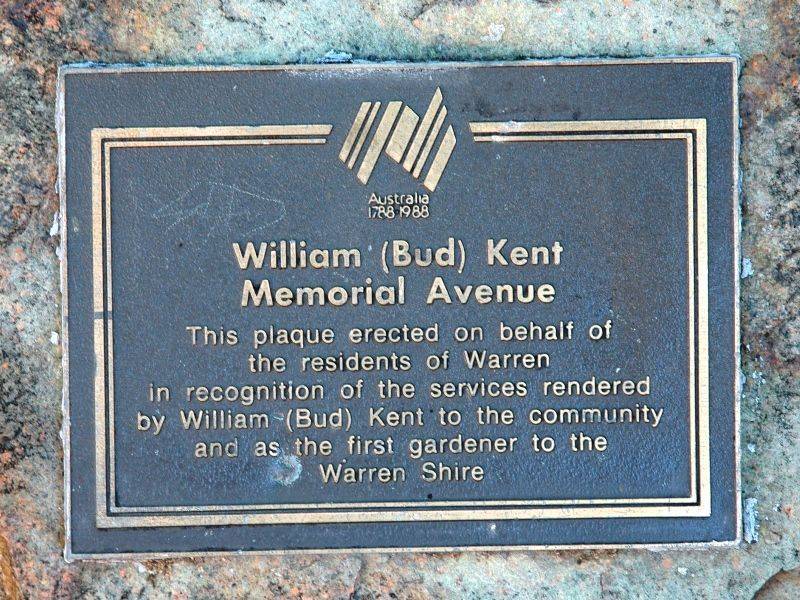 Australia
1788-1988
William (Bud) Kent
Memorial Avenue
This plaque erected on behalf of
the residents of Warren
in recognition of the services rendered
by William (Bud) Kent to the community
and as the first gardener to the
Warren Shire